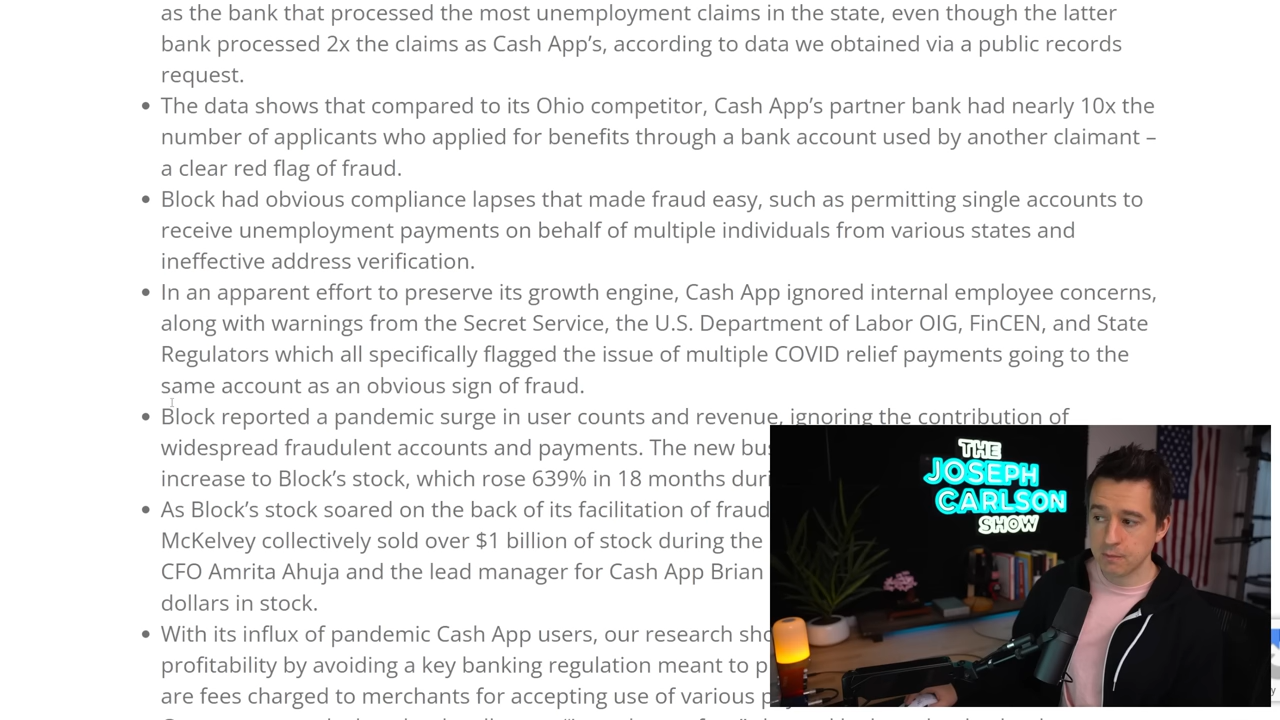 as the bank that processed the most unemployment claims in the state, even though the latter
bank processed 2x the claims as Cash App’s, according to data we obtained via a public records
request.
The data shows that compared to its Ohio competitor, Cash App’s partner bank had nearly 10x the
number of applicants who applied for benefits through a bank account used by another claimant –
a clear red flag of fraud.
Block had obvious compliance lapses that made fraud easy, such as permitting single accounts to
receive unemployment payments on behalf of multiple individuals from various states and
ineffective address verification.
In an apparent effort to preserve its growth engine, Cash App ignored internal employee concerns,
along with warnings from the Secret Service, the U.S. Department of Labor OIG, FinCEN, and State
Regulators which all specifically flagged the issue of multiple COVID relief payments going to the
same account as an obvious sign of fraud.
Block reported a pandemic surge in user counts and revenue, ignoring the contribution of
widespread fraudulent accounts and payments. The new
increase to Block’s stock, which rose 639% in 18 months
As Block’s stock soared on the back of its facilitation of fraud
McKelvey collectively sold over $1 billion of stock during the
CFO Amrita Ahuja and the lead manager for Cash App Brian
dollars in stock.
With its influx of pandemic Cash App users, our research
profitability by avoiding a key banking regulation meant to
are fees charged to merchants for accepting use of various
THE
JOSEPH
CARLSON
SHOW